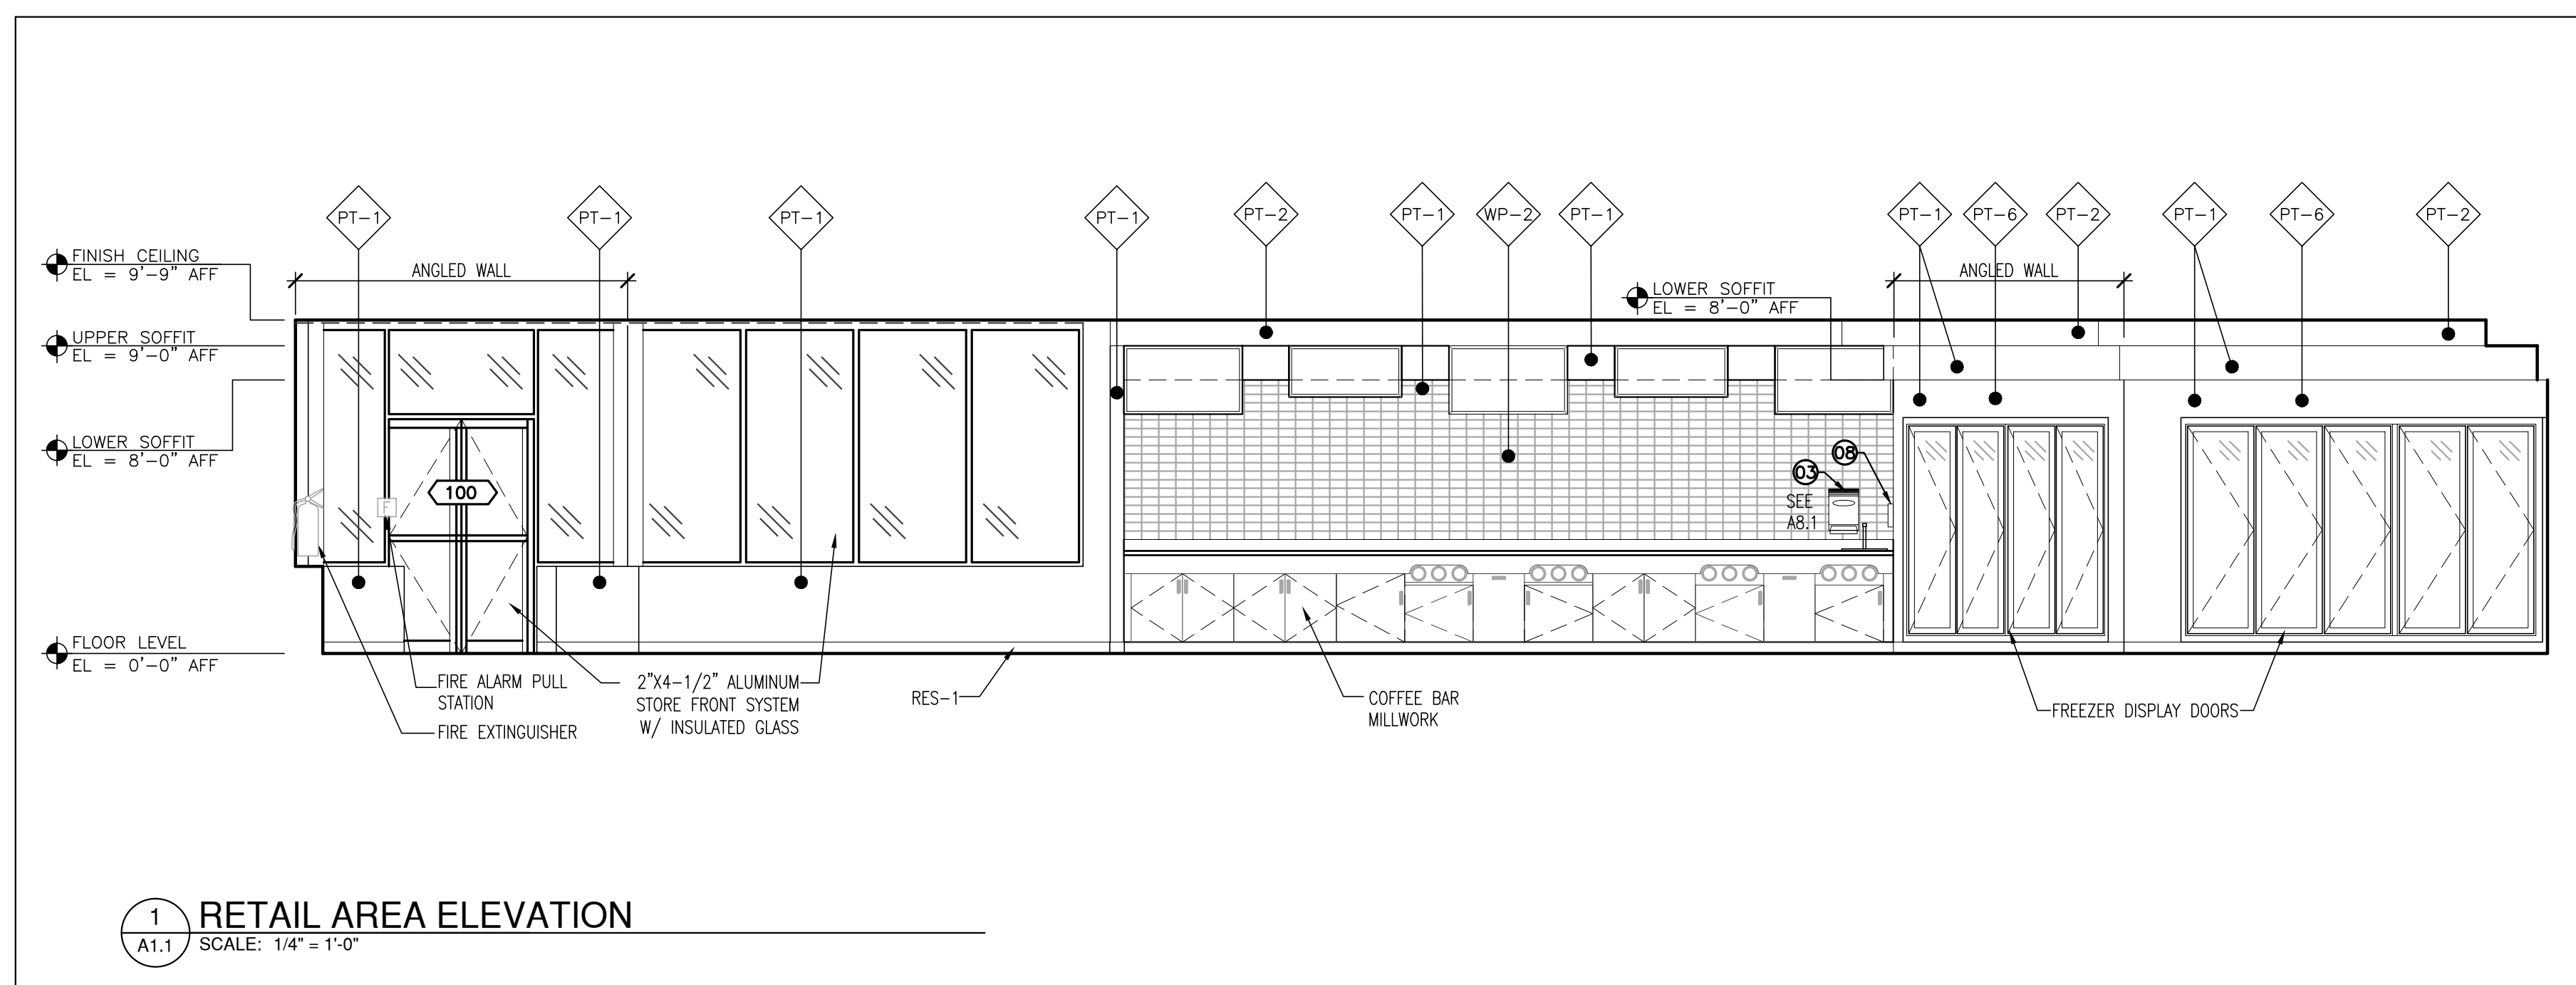 PT-1
PT-1
PT-1
PT-1
PT-2
PT-1
WP-2
PT-1
PT-1
PT-6
PT-2
PT-1
PT-6
PT-2
FINISH CEILING
EL = 9'-9" AFF
ANGLED WALL
ANGLED WALL
LOWER SOFFIT
EL = 8'-0" AFF
UPPER SOFFIT
EL = 9'-0" AFF
LOWER SOFFIT
EL = 8'-0" AFF
100
F
03
08
SEE
A8.1
FLOOR LEVEL
EL = 0'-0" AFF
FIRE ALARM PULL
STATION
FIRE EXTINGUISHER
2"X4-1/2" ALUMINUM
STORE FRONT SYSTEM
W/ INSULATED GLASS
RES-1
COFFEE BAR
MILLWORK
FREEZER DISPLAY DOORS
1
A1.1
RETAIL AREA ELEVATION
SCALE: 1/4" = 1'-0"